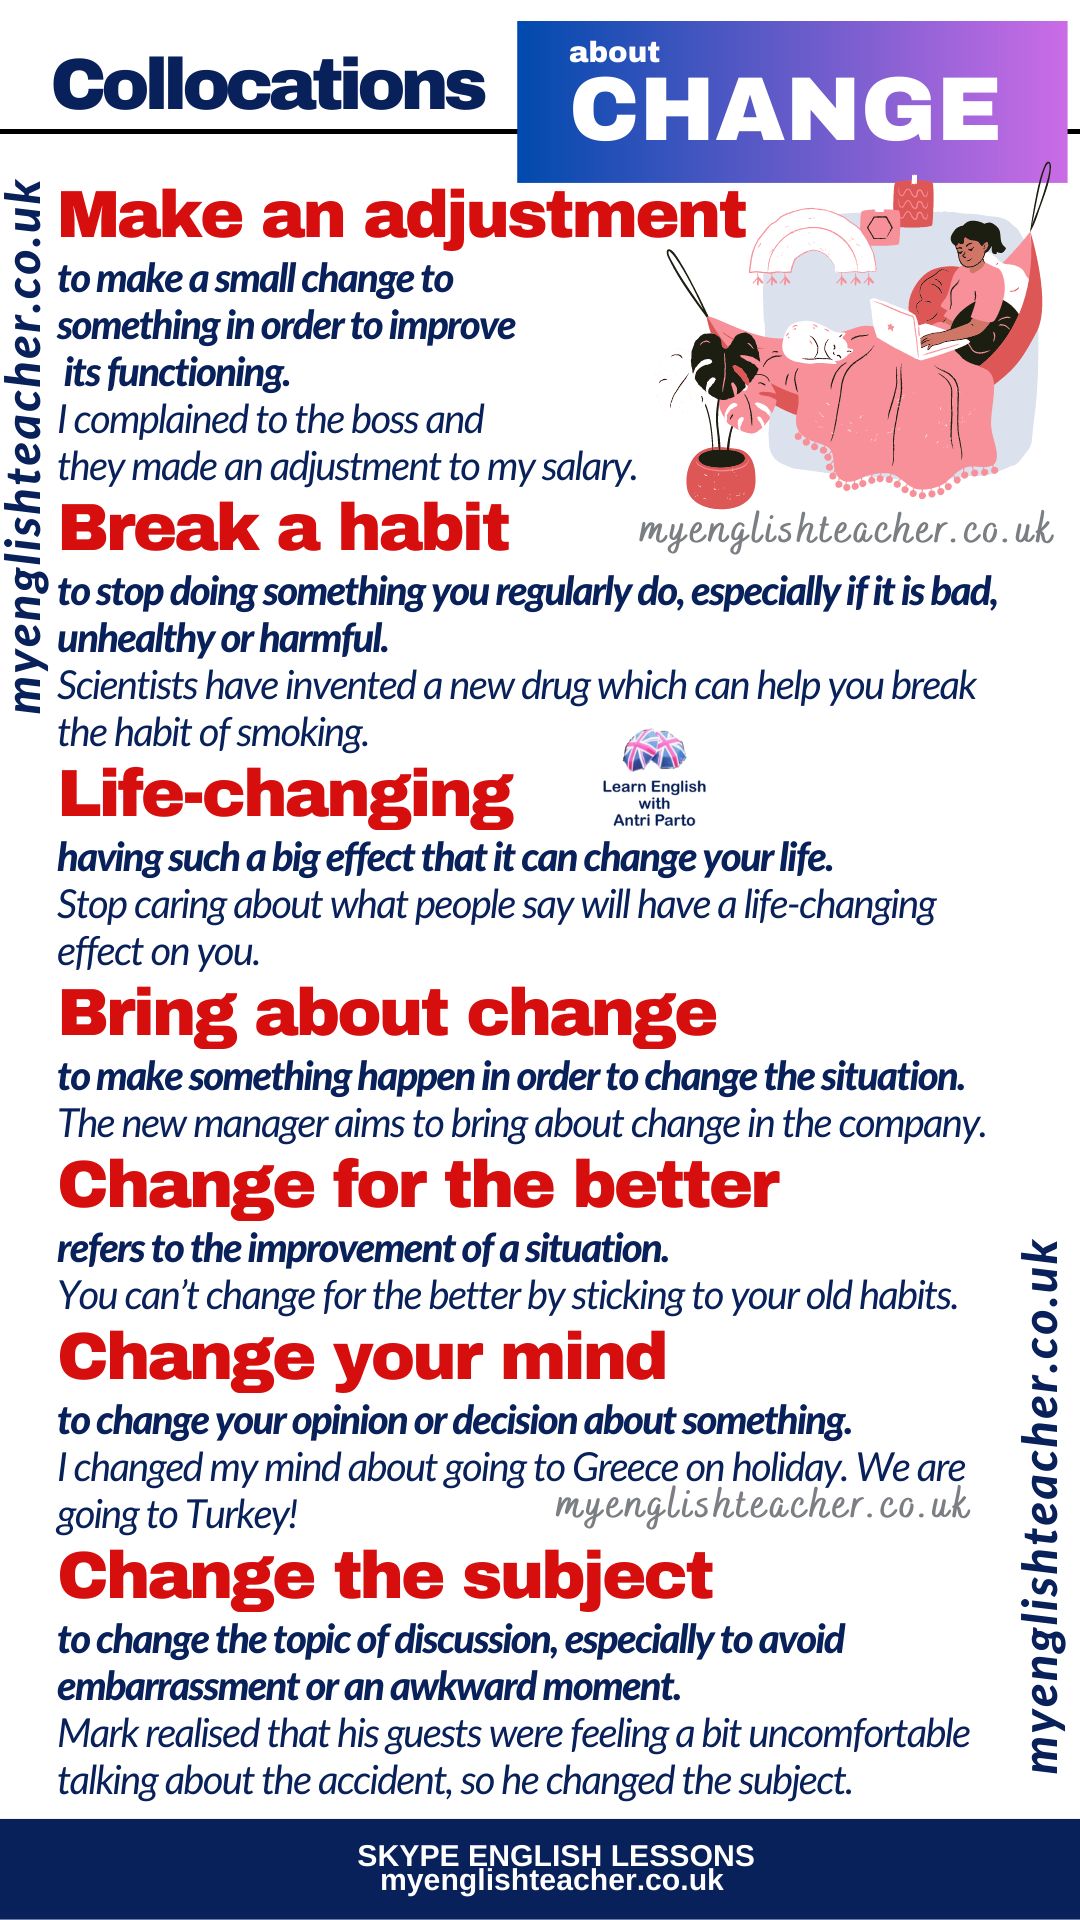 Collocations
about
CHANGE
myenglishteacher.co.uk
Make an adjustment
to make a small change to
something in order to improve
its functioning.
I complained to the boss and
they made an adjustment to my salary.
myenglishteacher.co.uk
Break a habit
to stop doing something you regularly do, especially if it is bad,
unhealthy or harmful.
Scientists have invented a new drug which can help you break
the habit of smoking.
Learn English
with
Antri Parto
Life-changing
having such a big effect that it can change your life.
Stop caring about what people say will have a life-changing
effect on you.
Bring about change
to make something happen in order to change the situation.
The new manager aims to bring about change in the company.
Change for the better
refers to the improvement of a situation.
You can’t change for the better by sticking to your old habits.
Change your mind
to change your opinion or decision about something.
I changed my mind about going to Greece on holiday. We are
going to Turkey!
myenglishteacher.co.uk
Change the subject
to change the topic of discussion, especially to avoid
embarrassment or an awkward moment.
Mark realised that his guests were feeling a bit uncomfortable
talking about the accident, so he changed the subject.
myenglishteacher.co.uk
SKYPE ENGLISH LESSONS
myenglishteacher.co.uk